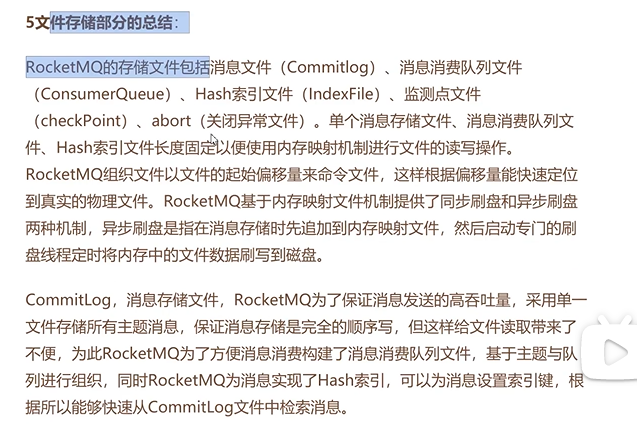 5文件存储部分的总结：
RocketMQ的存储文件包括消息文件（Commitlog）、消息消费队列文件
（ConsumerQueue）、Hash索引文件（IndexFile）、监测点文件
（checkPoint）、abort（关闭异常文件）。单个消息存储文件、消息消费队列文
件、Hash索引文件长度固定以便使用内存映射机制进行文件的读写操作。
RocketMQ组织文件以文件的起始偏移量来命令文件，这样根据偏移量能快速定位
到真实的物理文件。RocketMQ基于内存映射文件机制提供了同步刷盘和异步刷盘
两种机制，异步刷盘是指在消息存储时先追加到内存映射文件，然后启动专门的刷
盘线程定时将内存中的文件数据刷写到磁盘。
CommitLog，消息存储文件，RocketMQ为了保证消息发送的高吞吐量，采用单一
文件存储所有主题消息，保证消息存储是完全的顺序写，但这样给文件读取带来了
不便，为此RocketMQ为了方便消息消费构建了消息消费队列文件，基于主题与队
列进行组织，同时RocketMQ为消息实现了Hash索引，可以为消息设置索引键，根
据所以能够快速从CommitLog文件中检索消息。